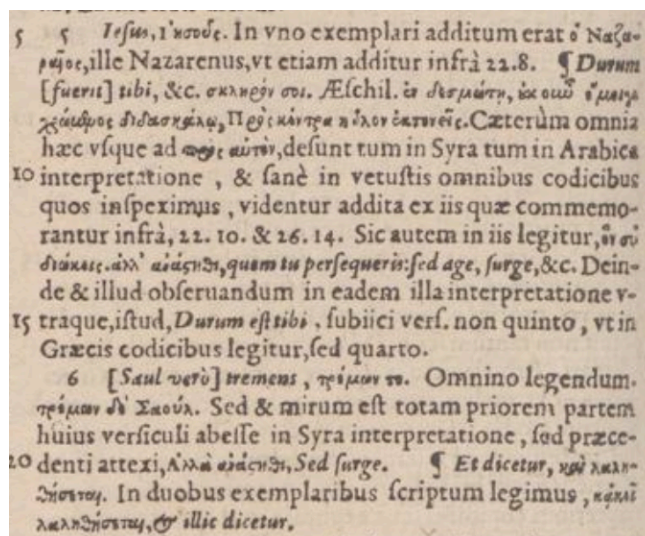 5 5 Iesus, Ι'ησοῦς. In vno exemplari additum erat ὁ Ναζω-
ραῖος, ille Nazarenus, vt etiam additur infrà 22.8. ¶ Durum
[fuerit] tibi, &c. σκληρόν σοι. Æſchil. ἐν δεσμώτῃ,
χρώμενος διδασκάλῳ, Πρὸς κέντρα κῶλον ἐκτενεῖς. Cæterùm omnia
hæc vſque ad πρὸς αὐτὸν, deſunt tum in Syra tum in Arabica
10 interpretatione, & ſanè in vetuſtis omnibus codicibus
quos inſpeximus, videntur addita ex iis quæ commemo-
rantur infrà, 22. 10. & 26. 14. Sic autem in iis legitur, ὃν σὺ
διώκεις. ἀλλ' ἀνάςηθι, quem tu perſequeris: ſed age, ſurge, &c. Dein-
de & illud obſeruandum in eadem illa interpretatione v-
15 traque, iſtud, Durum eſt tibi, ſubiici verſ. non quinto, vt in
Græcis codicibus legitur, ſed quarto.
6 [Saul verò] tremens, τρέμων τε. Omnino legendum.
τρέμων δὲ Σαούλ. Sed & mirum eſt totam priorem partem
huius verſiculi abeſſe in Syra interpretatione, ſed præce-
20 denti attexi, Ἀλλὰ ἀνάςηθι, Sed ſurge. ¶ Et dicetur, καὶ λαλη-
θήσεται. In duobus exemplaribus ſcriptum legimus, κἀκεῖ
λαληθήσεται, & illic dicetur.